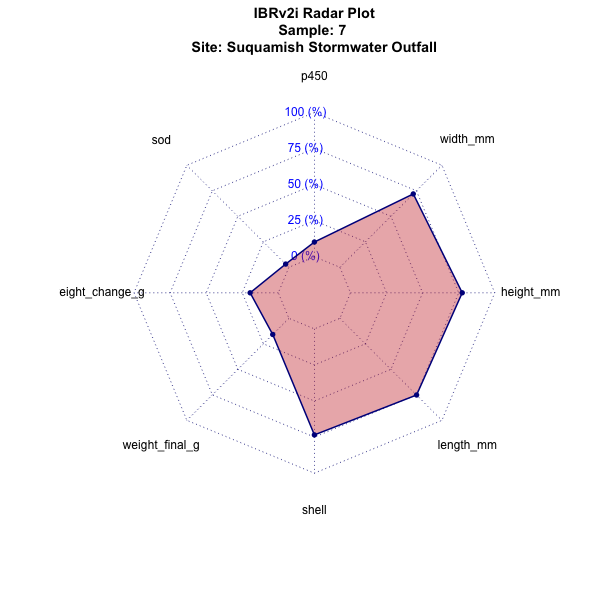 IBRv2i Radar Plot
Sample: 7
Site: Suquamish Stormwater Outfall
p450
100 (%)
sod
width_mm
75 (%)
50 (%)
25 (%)
0 (%)
eight_change_g
height_mm
weight_final_g
length_mm
shell